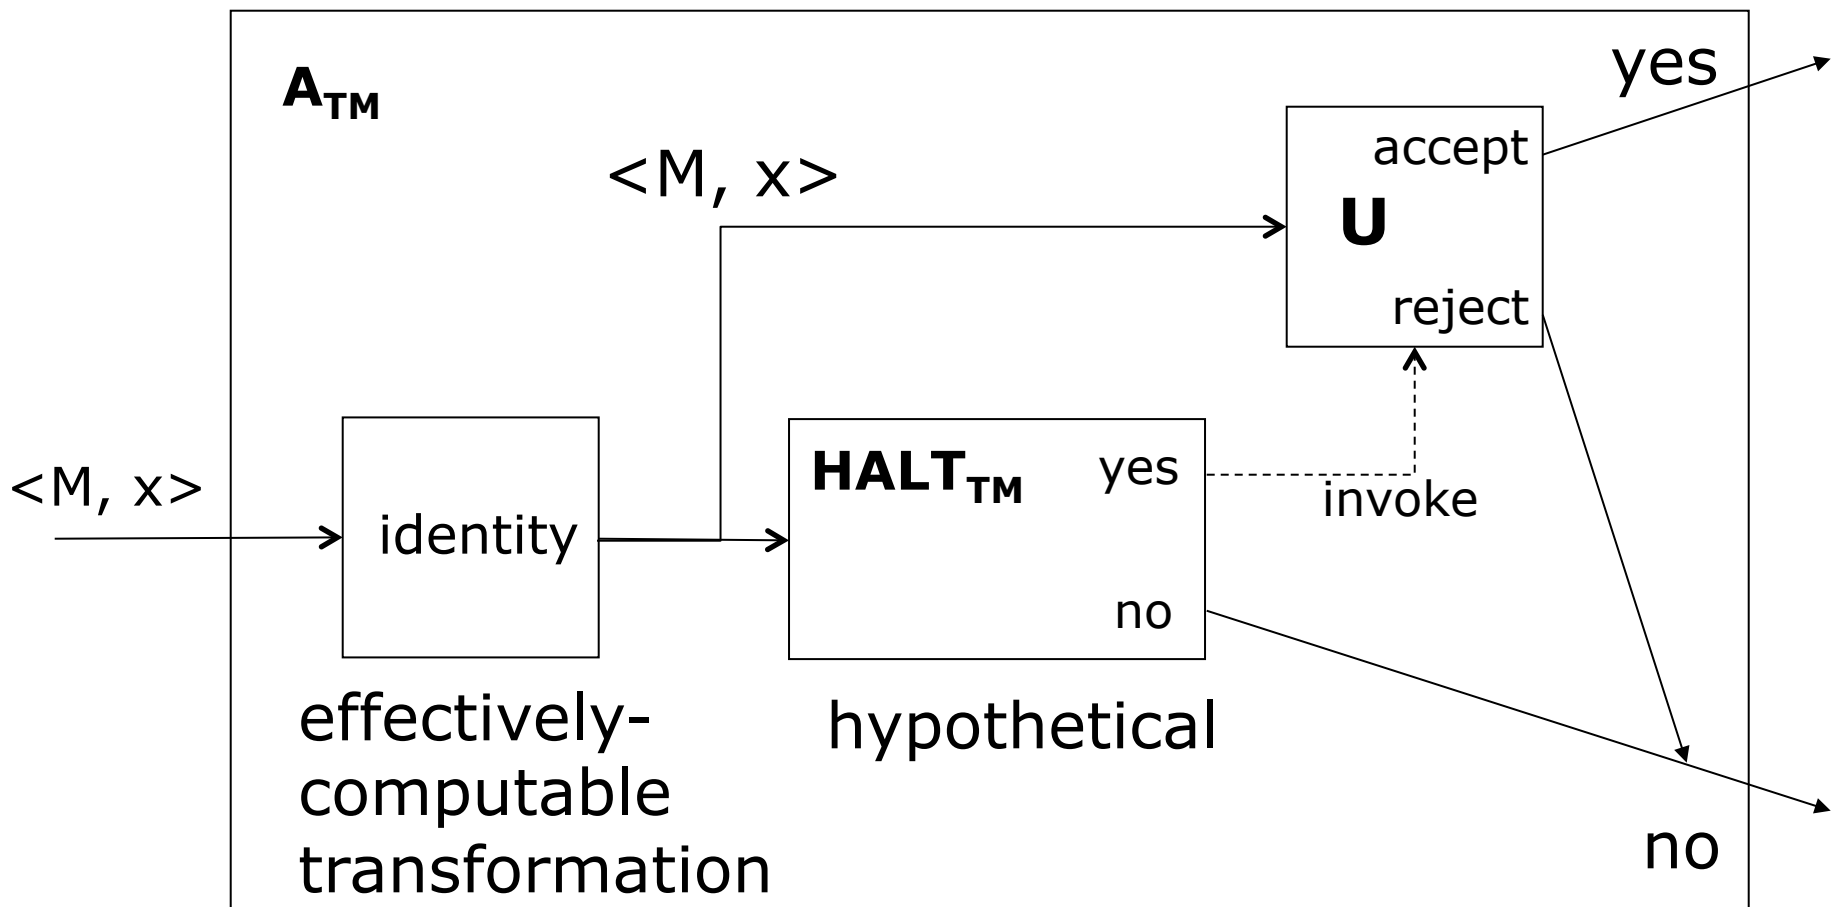 A_TM
yes
<M, x>
accept
U
reject
<M, x>
identity
HALT_TM
yes
invoke
no
effectively-
computable
transformation
hypothetical
no